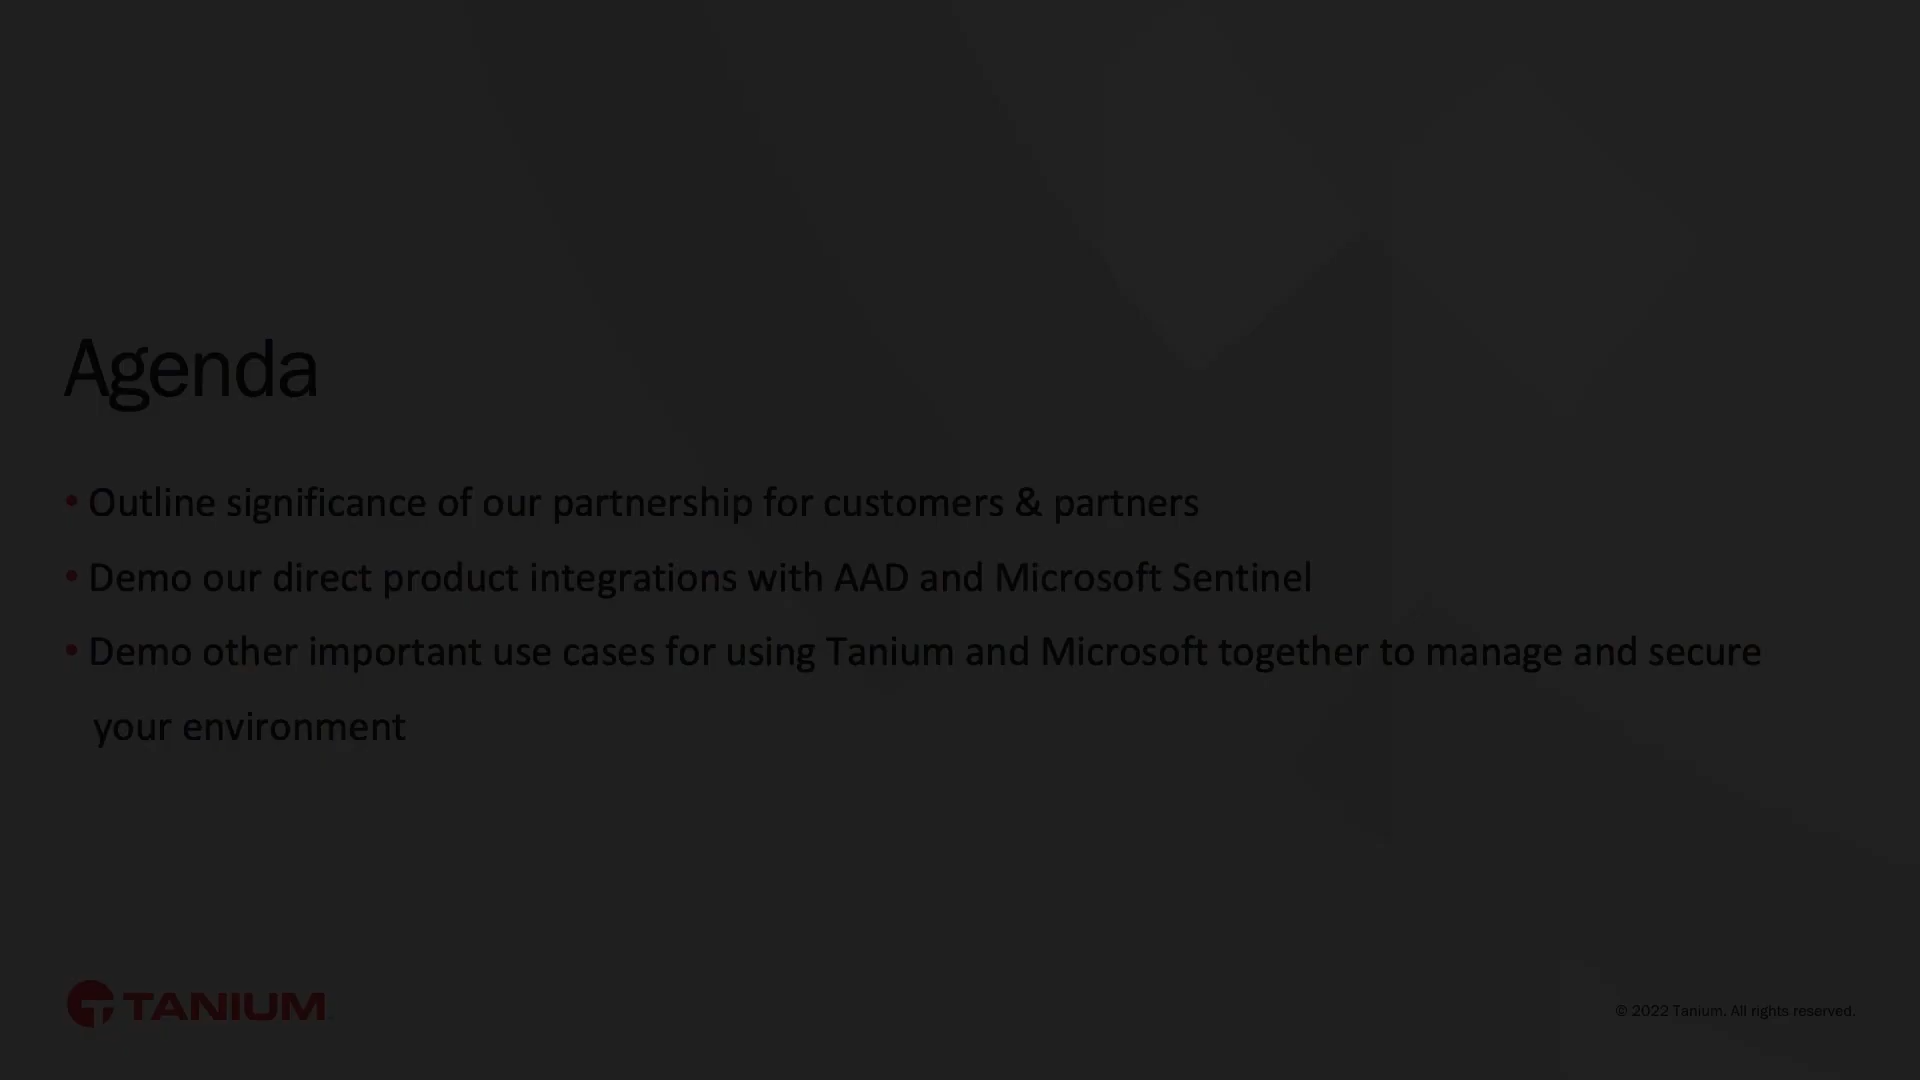 Agenda
• Outline significance of our partnership for customers & partners
• Demo our direct product integrations with AAD and Microsoft Sentinel
• Demo other important use cases for using Tanium and Microsoft together to manage and secure
your environment
TANIUM
© 2022 Tanium. All rights reserved.